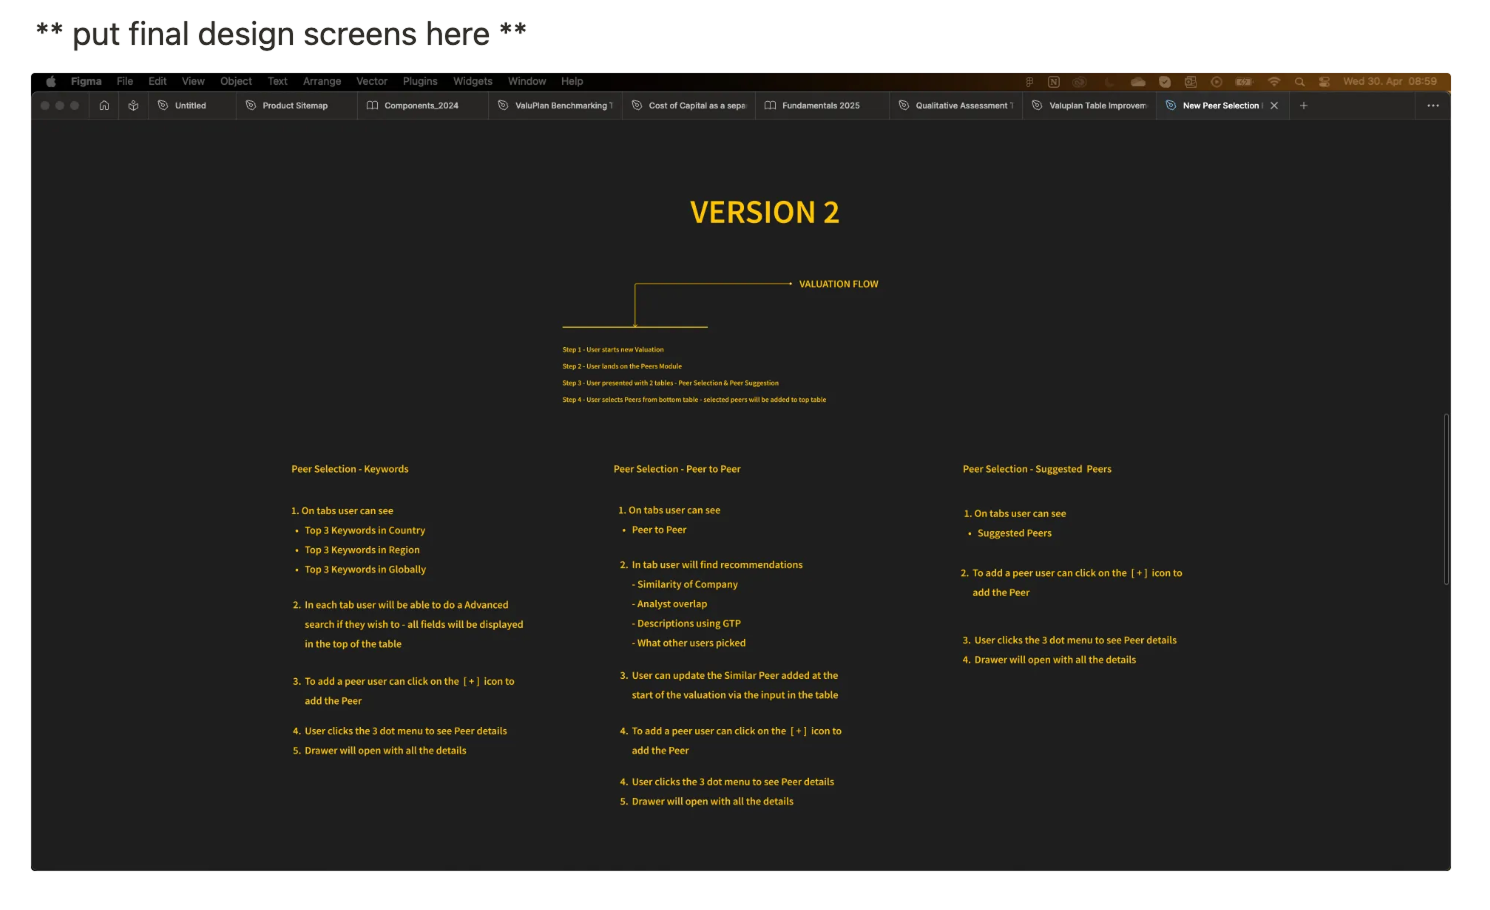 ** put final design screens here **
Figma File Edit View Object Text Arrange Vector Plugins Widgets Window Help Wed 30. Apr 08:59
Untitled Product Sitemap Components_2024 ValuPlan Benchmarking Cost of Capital as a sepa Fundamentals 2025 Qualitative Assessment Valuplan Table Improvem New Peer Selection
VERSION 2
VALUATION FLOW
Step 1 - User starts new Valuation
Step 2 - User lands on the Peers Module
Step 3 - User presented with 2 tables - Peer Selection & Peer Suggestion
Step 4 - User selects Peers from bottom table - selected peers will be added to top table
Peer Selection - Keywords
1. On tabs user can see
• Top 3 Keywords in Country
• Top 3 Keywords in Region
• Top 3 Keywords in Globally
2. In each tab user will be able to do a Advanced
search if they wish to - all fields will be displayed
in the top of the table
3. To add a peer user can click on the [ + ] icon to
add the Peer
4. User clicks the 3 dot menu to see Peer details
5. Drawer will open with all the details
Peer Selection - Peer to Peer
1. On tabs user can see
• Peer to Peer
2. In tab user will find recommendations
- Similarity of Company
- Analyst overlap
- Descriptions using GTP
- What other users picked
3. User can update the Similar Peer added at the
start of the valuation via the input in the table
4. To add a peer user can click on the [ + ] icon to
add the Peer
4. User clicks the 3 dot menu to see Peer details
5. Drawer will open with all the details
Peer Selection - Suggested Peers
1. On tabs user can see
• Suggested Peers
2. To add a peer user can click on the [ + ] icon to
add the Peer
3. User clicks the 3 dot menu to see Peer details
4. Drawer will open with all the details